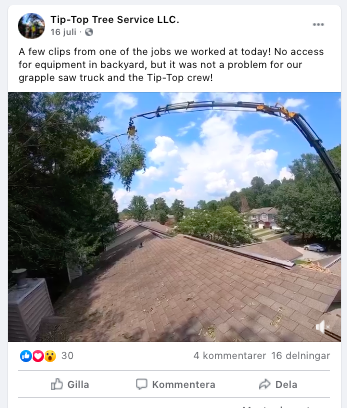 Tip-Top Tree Service LLC.
16 juli ·
A few clips from one of the jobs we worked at today! No access
for equipment in backyard, but it was not a problem for our
grapple saw truck and the Tip-Top crew!
30
4 kommentarer 16 delningar
Gilla
Kommentera
Dela